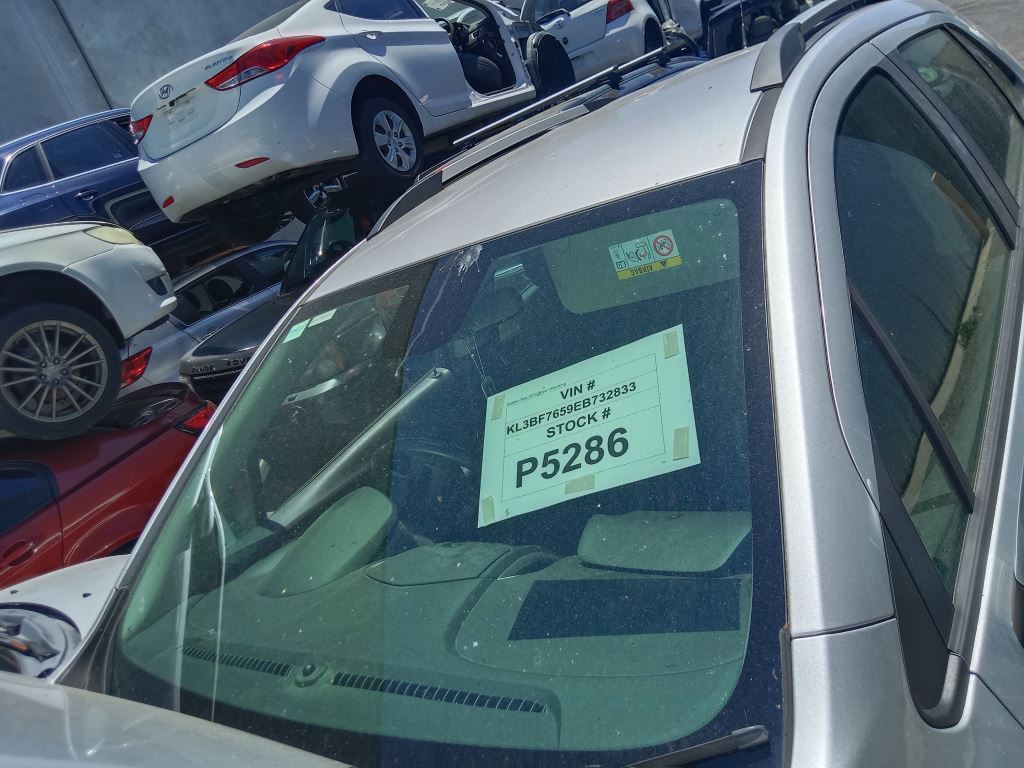 ELANTRA
AIRBAG
VIN #
KL3BF7659EB732833
STOCK #
P5286